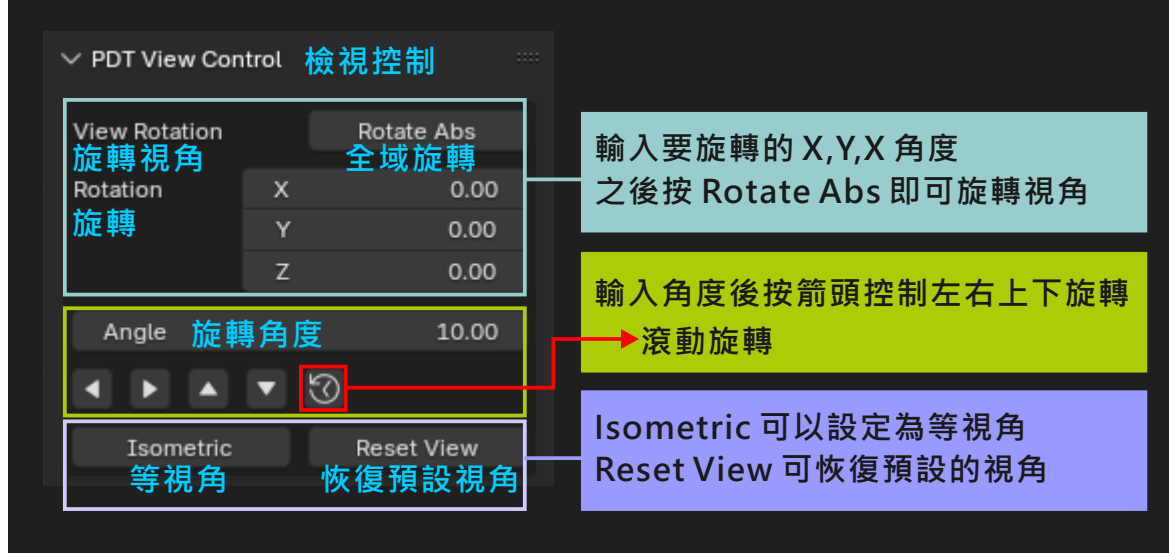 PDT View Control 檢視控制
View Rotation Rotate Abs
旋轉視角 全域旋轉
Rotation X 0.00
旋轉 Y 0.00
Z 0.00
輸入要旋轉的 X,Y,X 角度
之後按 Rotate Abs 即可旋轉視角
Angle 旋轉角度 10.00
輸入角度後按箭頭控制左右上下旋轉
滾動旋轉
Isometric Reset View
等視角 恢復預設視角
Isometric 可以設定為等視角
Reset View 可恢復預設的視角